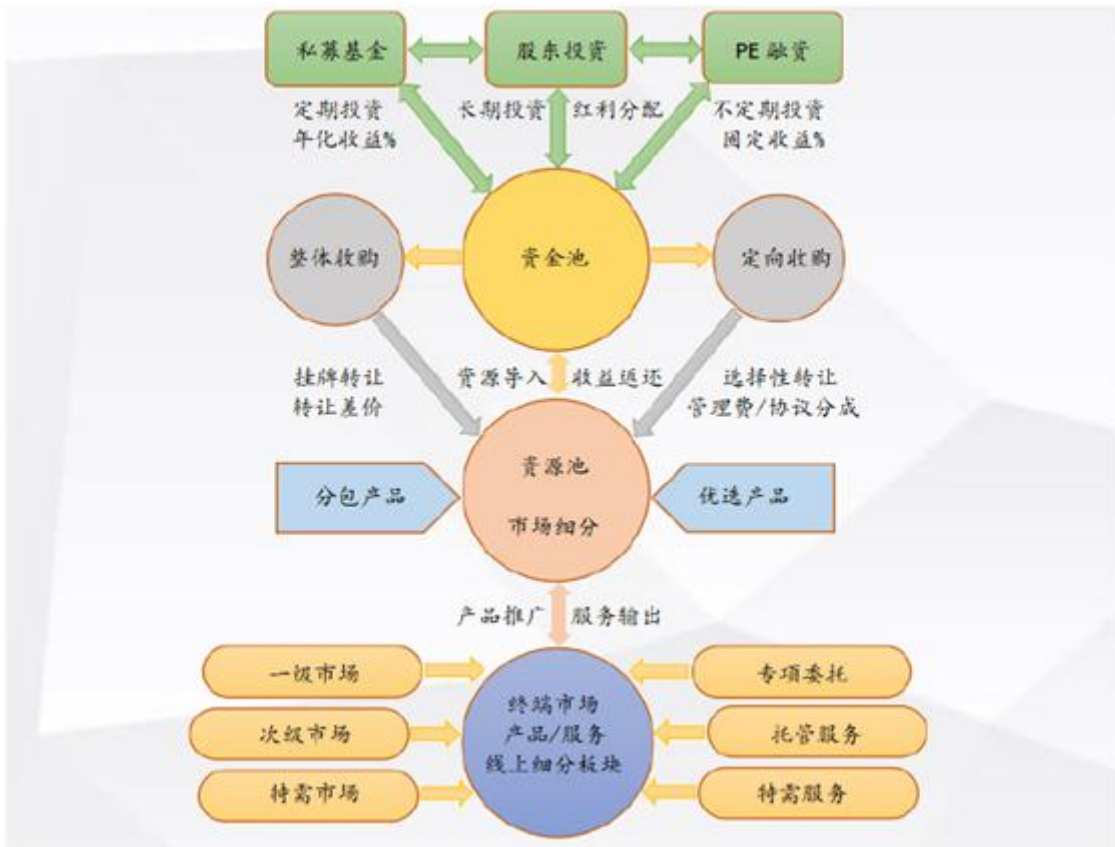 私募基金
股东投资
PE 融资
定期投资
年化收益%
长期投资
红利分配
不定期投资
固定收益%
整体收购
资金池
定向收购
挂牌转让
转让差价
资源导入
收益返还
选择性转让
管理费/协议分成
分包产品
资源池
市场细分
优选产品
产品推广
服务输出
一级市场
次级市场
特需市场
终端市场
产品/服务
线上细分板块
专项委托
托管服务
特需服务